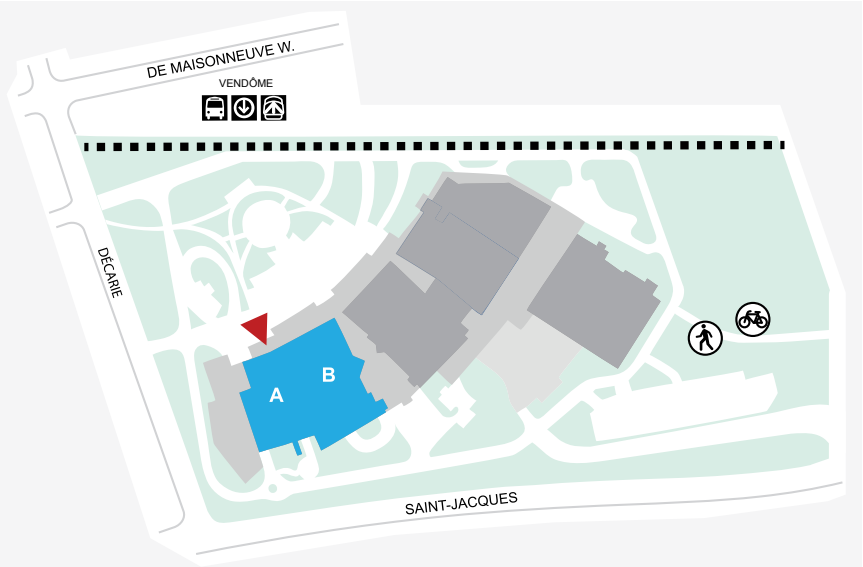 DE MAISONNEUVE W.
VENDÔME
DÉCARIE
B
A
SAINT-JACQUES